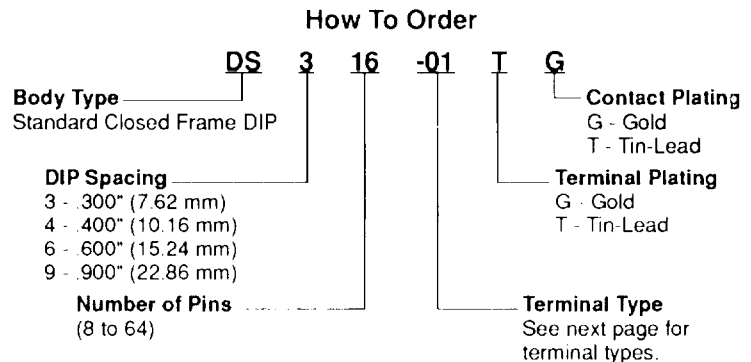 How To Order
DS 3 16 -01 T G
Body Type
Standard Closed Frame DIP
Contact Plating
G - Gold
T - Tin-Lead
DIP Spacing
3 - .300" (7.62 mm)
4 - .400" (10.16 mm)
6 - .600" (15.24 mm)
9 - .900" (22.86 mm)
Terminal Plating
G - Gold
T - Tin-Lead
Number of Pins
(8 to 64)
Terminal Type
See next page for
terminal types.